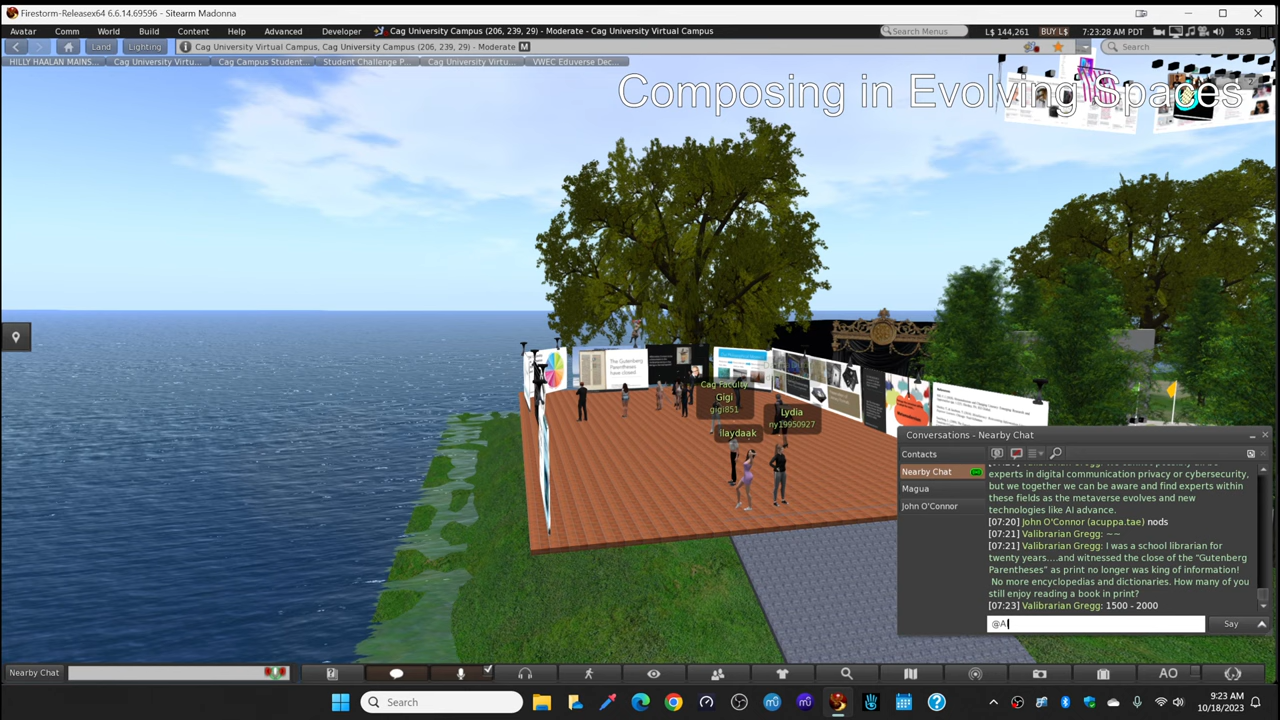 Firestorm-Releasex64 6.6.14.69596 - Sitearm Madonna
Avatar Comm World Build Content Help Advanced Developer Cag University Campus (206, 239, 29) - Moderate - Cag University Virtual Campus Search Menus L$ 144,261 BUY L$ 7:23:28 AM PDT 58.5
Land Lighting Cag University Virtual Campus, Cag University Campus (206, 239, 29) - Moderate M Search
HILLY HAALAN MAINS... Cag University Virtu... Cag Campus Student... Student Challenge P... Cag University Virtu... VWEC Eduverse Dec...
Composing in Evolving Spaces
The Gutenberg
Parentheses
have closed
Cag Faculty
Gigi
gigi851
Lydia
ny19950927
ilaydaak
Conversations - Nearby Chat
Contacts
Nearby Chat
Magua
John O'Connor
experts in digital communication privacy or cybersecurity,
but we together we can be aware and find experts within
these fields as the metaverse evolves and new
technologies like AI advance.
[07:20] John O'Connor (acuppa.tae) nods
[07:21] Valibrarian Gregg: ~~
[07:21] Valibrarian Gregg: I was a school librarian for
twenty years....and witnessed the close of the "Gutenberg
Parentheses" as print no longer was king of information!
No more encyclopedias and dictionaries. How many of you
still enjoy reading a book in print?
[07:23] Valibrarian Gregg: 1500 - 2000
@A
Say
Nearby Chat
AO
Search
9:23 AM
10/18/2023